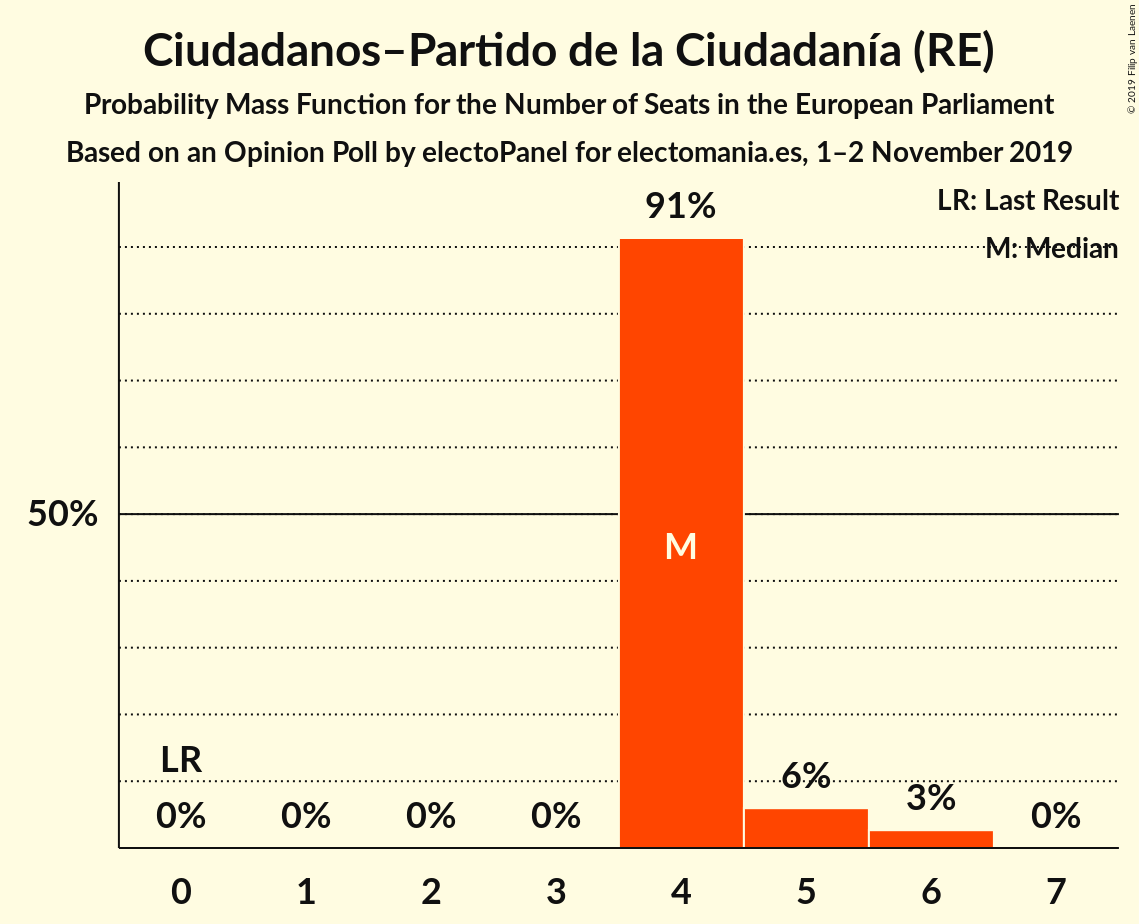 Ciudadanos–Partido de la Ciudadanía (RE)
Probability Mass Function for the Number of Seats in the European Parliament
Based on an Opinion Poll by electoPanel for electomania.es, 1–2 November 2019
© 2019 Filip van Laenen
LR: Last Result
M: Median
91%
50%
M
LR
0% 0% 0% 0% 6% 3% 0%
0 1 2 3 4 5 6 7